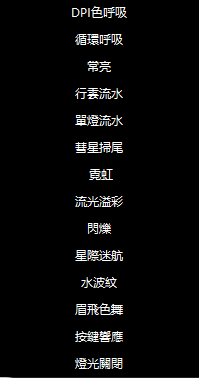 DPI色呼吸
循環呼吸
常亮
行雲流水
單燈流水
彗星掃尾
霓虹
流光溢彩
閃爍
星際迷航
水波紋
眉飛色舞
按鍵響應
燈光關閉